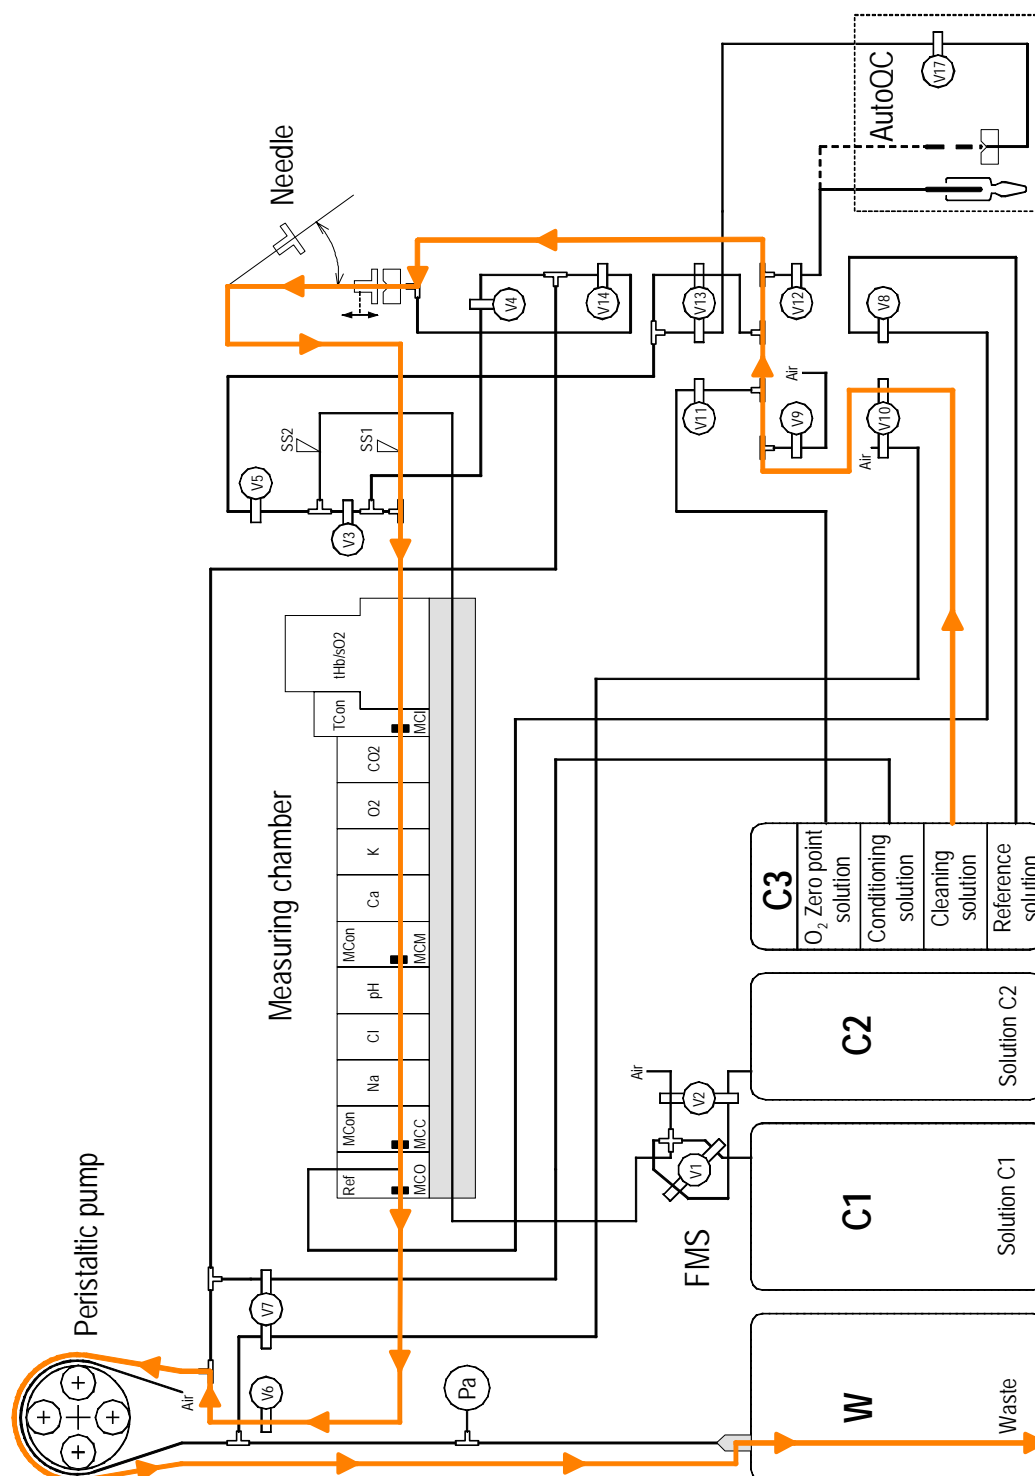 AutoQC
V17
Needle
V4
V14
V13
V12
V8
V11
Air
V9
V10
Air
SS2
SS1
V5
V3
tHb/sO2
TCon
MCI
CO2
O2
K
Ca
MCon
MCM
pH
Cl
Na
MCon
MCC
Ref
MCO
Measuring chamber
C3
O2 Zero point
solution
Conditioning
solution
Cleaning
solution
Reference
solution
C2
Solution C2
Air
V2
V1
FMS
C1
Solution C1
Peristaltic pump
V7
Air
V6
Pa
W
Waste